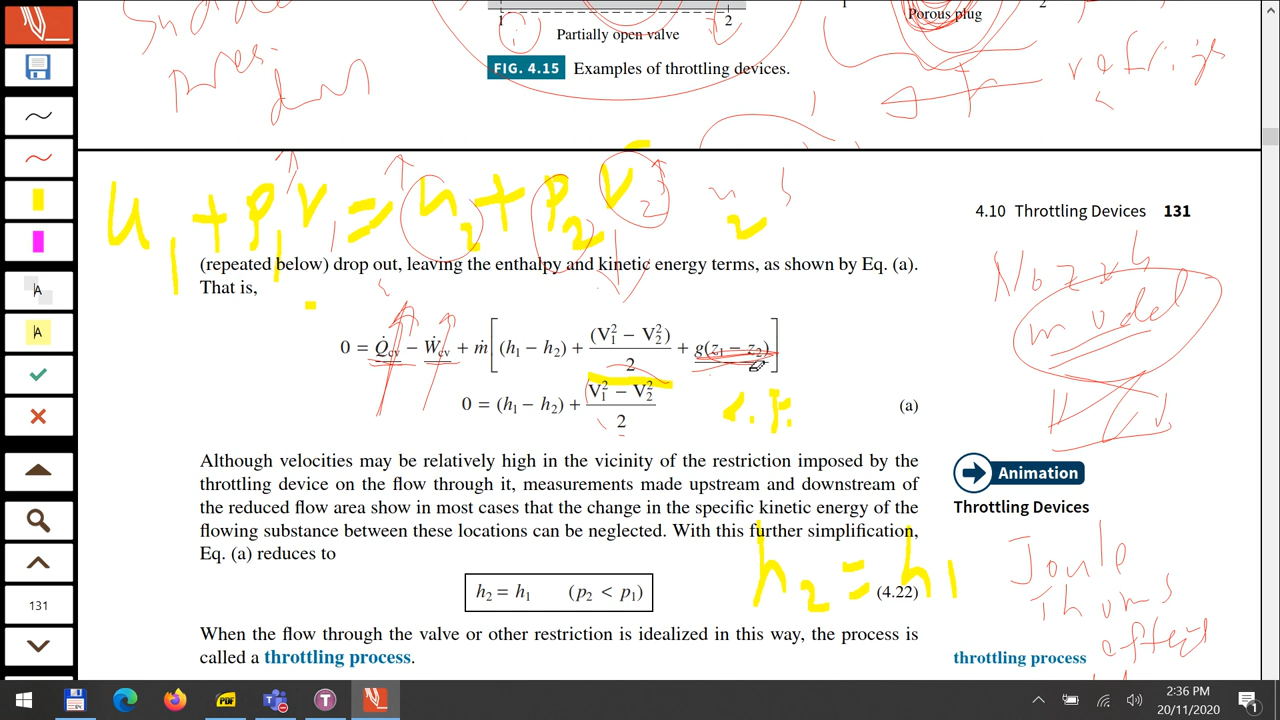 Partially open valve
1
2
1
2
Porous plug
FIG. 4.15 Examples of throttling devices.
u1 + P1v1 = u2 + P2v2
4.10 Throttling Devices 131
(repeated below) drop out, leaving the enthalpy and kinetic energy terms, as shown by Eq. (a).
That is,
0 = Q̇cv − Ẇcv + ṁ[(h1 − h2) + (V1² − V2²)/2 + g(z1 − z2)]
0 = (h1 − h2) + (V1² − V2²)/2 (a)
model
Although velocities may be relatively high in the vicinity of the restriction imposed by the
throttling device on the flow through it, measurements made upstream and downstream of
the reduced flow area show in most cases that the change in the specific kinetic energy of the
flowing substance between these locations can be neglected. With this further simplification,
Eq. (a) reduces to
h2 = h1
h2 = h1 (p2 < p1) (4.22)
When the flow through the valve or other restriction is idealized in this way, the process is
called a throttling process.
Animation
Throttling Devices
Joule
Thoms
effect
throttling process
A
A
131
PDF
T
2:36 PM
20/11/2020
1